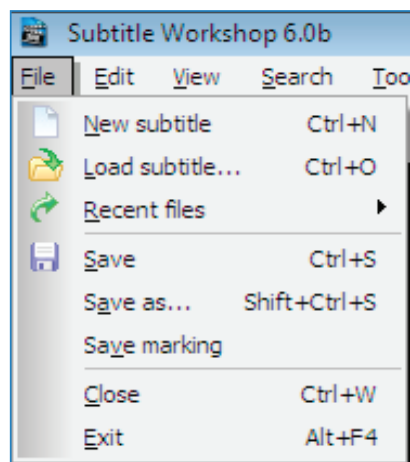 Subtitle Workshop 6.0b
File Edit View Search Too
New subtitle Ctrl+N
Load subtitle... Ctrl+O
Recent files
Save Ctrl+S
Save as... Shift+Ctrl+S
Save marking
Close Ctrl+W
Exit Alt+F4